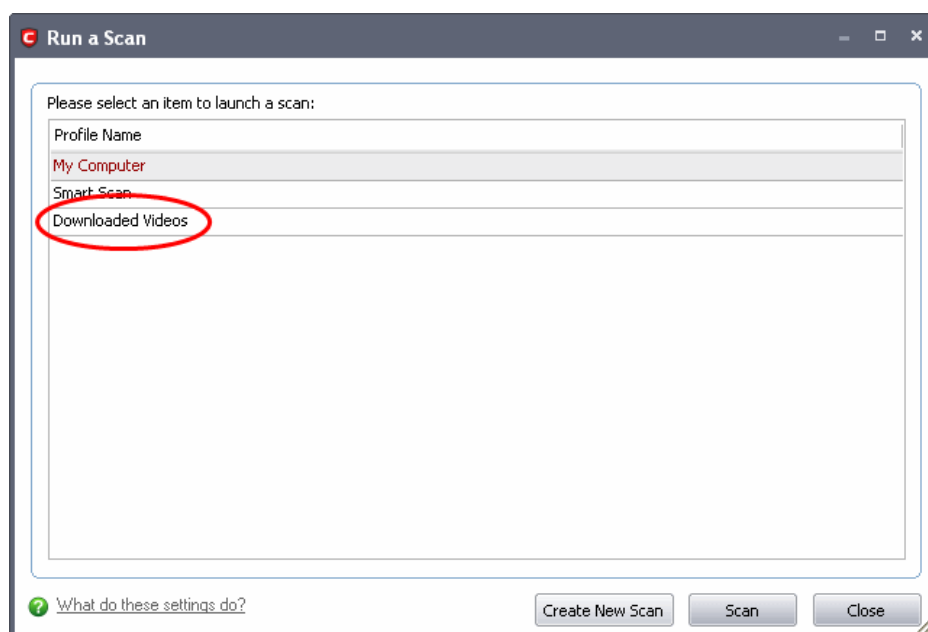 Run a Scan
Please select an item to launch a scan:
Profile Name
My Computer
Smart Scan
Downloaded Videos
What do these settings do?
Create New Scan
Scan
Close